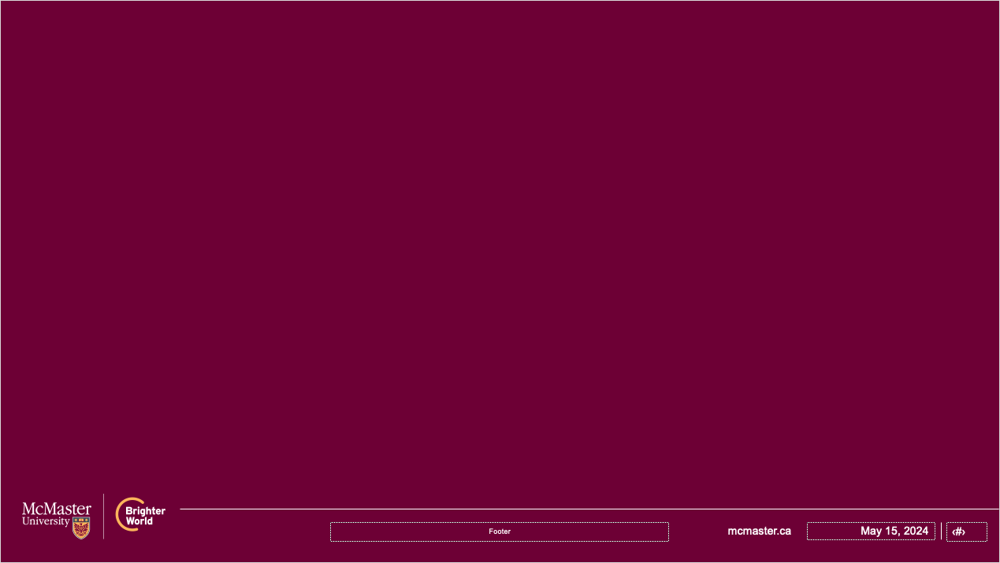 McMaster
University
Brighter
World
Footer
mcmaster.ca
May 15, 2024
‹#›